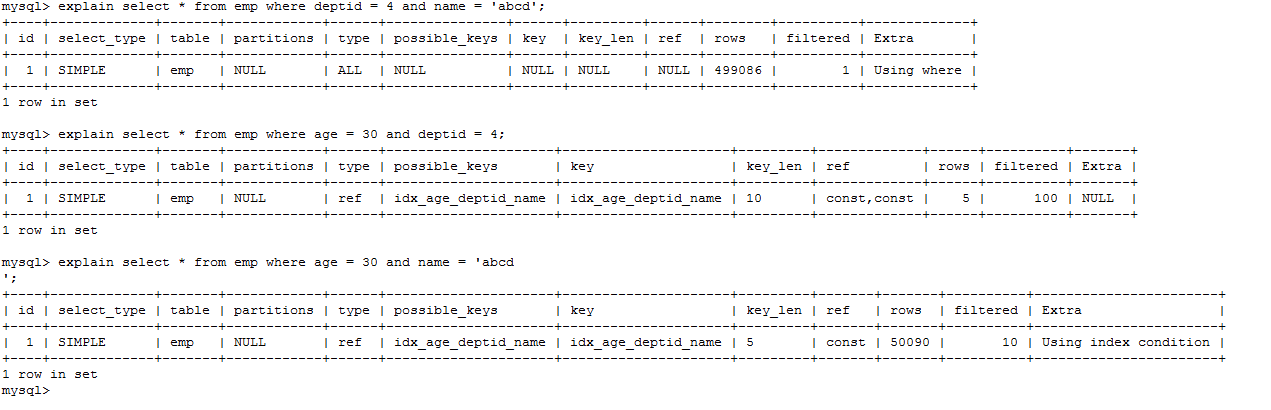 mysql> explain select * from emp where deptid = 4 and name = 'abcd';
+----+-------------+-------+------------+------+---------------+------+---------+------+--------+----------+-------------+
| id | select_type | table | partitions | type | possible_keys | key  | key_len | ref  | rows   | filtered | Extra       |
+----+-------------+-------+------------+------+---------------+------+---------+------+--------+----------+-------------+
|  1 | SIMPLE      | emp   | NULL       | ALL  | NULL          | NULL | NULL    | NULL | 499086 |        1 | Using where |
+----+-------------+-------+------------+------+---------------+------+---------+------+--------+----------+-------------+
1 row in set
mysql> explain select * from emp where age = 30 and deptid = 4;
+----+-------------+-------+------------+------+---------------------+---------------------+---------+-------------+------+----------+-------+
| id | select_type | table | partitions | type | possible_keys       | key                 | key_len | ref         | rows | filtered | Extra |
+----+-------------+-------+------------+------+---------------------+---------------------+---------+-------------+------+----------+-------+
|  1 | SIMPLE      | emp   | NULL       | ref  | idx_age_deptid_name | idx_age_deptid_name | 10      | const,const |    5 |      100 | NULL  |
+----+-------------+-------+------------+------+---------------------+---------------------+---------+-------------+------+----------+-------+
1 row in set
mysql> explain select * from emp where age = 30 and name = 'abcd
';
+----+-------------+-------+------------+------+---------------------+---------------------+---------+-------+-------+----------+-----------------------+
| id | select_type | table | partitions | type | possible_keys       | key                 | key_len | ref   | rows  | filtered | Extra                 |
+----+-------------+-------+------------+------+---------------------+---------------------+---------+-------+-------+----------+-----------------------+
|  1 | SIMPLE      | emp   | NULL       | ref  | idx_age_deptid_name | idx_age_deptid_name | 5       | const | 50090 |       10 | Using index condition |
+----+-------------+-------+------------+------+---------------------+---------------------+---------+-------+-------+----------+-----------------------+
1 row in set
mysql>